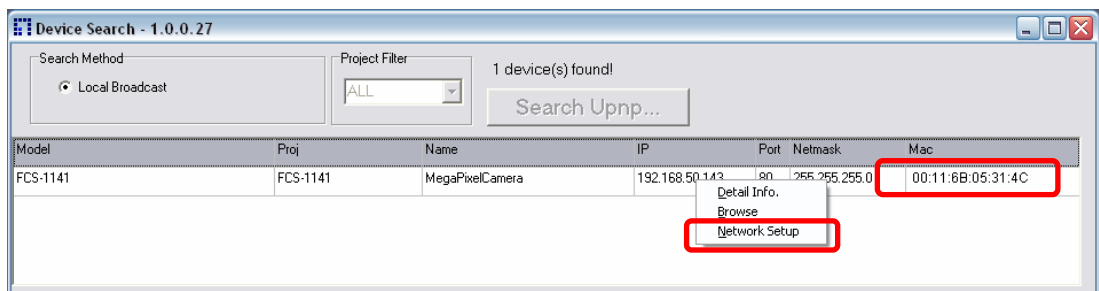 Device Search - 1.0.0.27
Search Method
Local Broadcast
Project Filter
ALL
1 device(s) found!
Search Upnp...
Model Proj Name IP Port Netmask Mac
FCS-1141 FCS-1141 MegaPixelCamera 192.168.50.143 80 255.255.255.0 00:11:6B:05:31:4C
Detail Info.
Browse
Network Setup